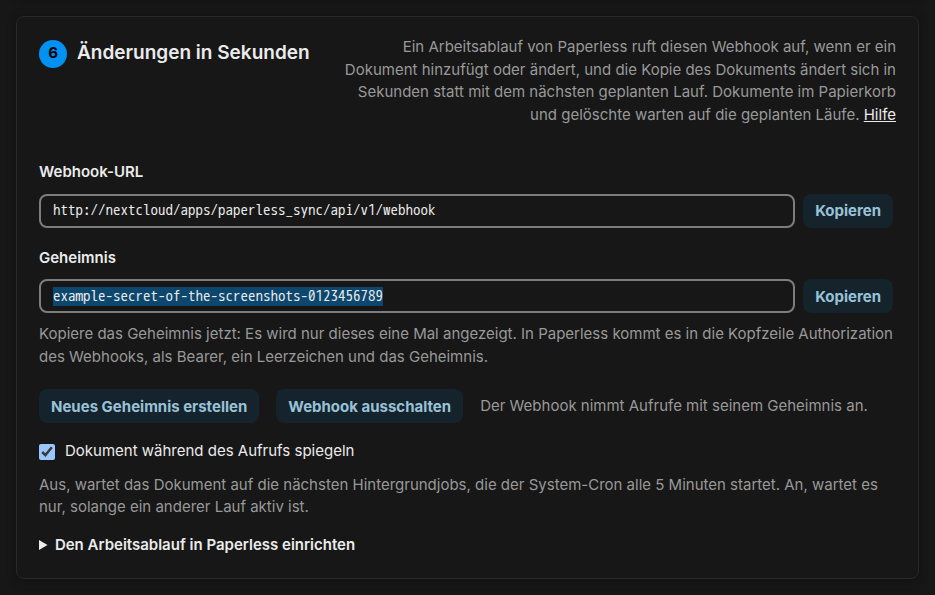 6 Änderungen in Sekunden
Ein Arbeitsablauf von Paperless ruft diesen Webhook auf, wenn er ein
Dokument hinzufügt oder ändert, und die Kopie des Dokuments ändert sich in
Sekunden statt mit dem nächsten geplanten Lauf. Dokumente im Papierkorb
und gelöschte warten auf die geplanten Läufe. Hilfe
Webhook-URL
http://nextcloud/apps/paperless_sync/api/v1/webhook Kopieren
Geheimnis
example-secret-of-the-screenshots-0123456789 Kopieren
Kopiere das Geheimnis jetzt: Es wird nur dieses eine Mal angezeigt. In Paperless kommt es in die Kopfzeile Authorization
des Webhooks, als Bearer, ein Leerzeichen und das Geheimnis.
Neues Geheimnis erstellen Webhook ausschalten Der Webhook nimmt Aufrufe mit seinem Geheimnis an.
Dokument während des Aufrufs spiegeln
Aus, wartet das Dokument auf die nächsten Hintergrundjobs, die der System-Cron alle 5 Minuten startet. An, wartet es
nur, solange ein anderer Lauf aktiv ist.
Den Arbeitsablauf in Paperless einrichten